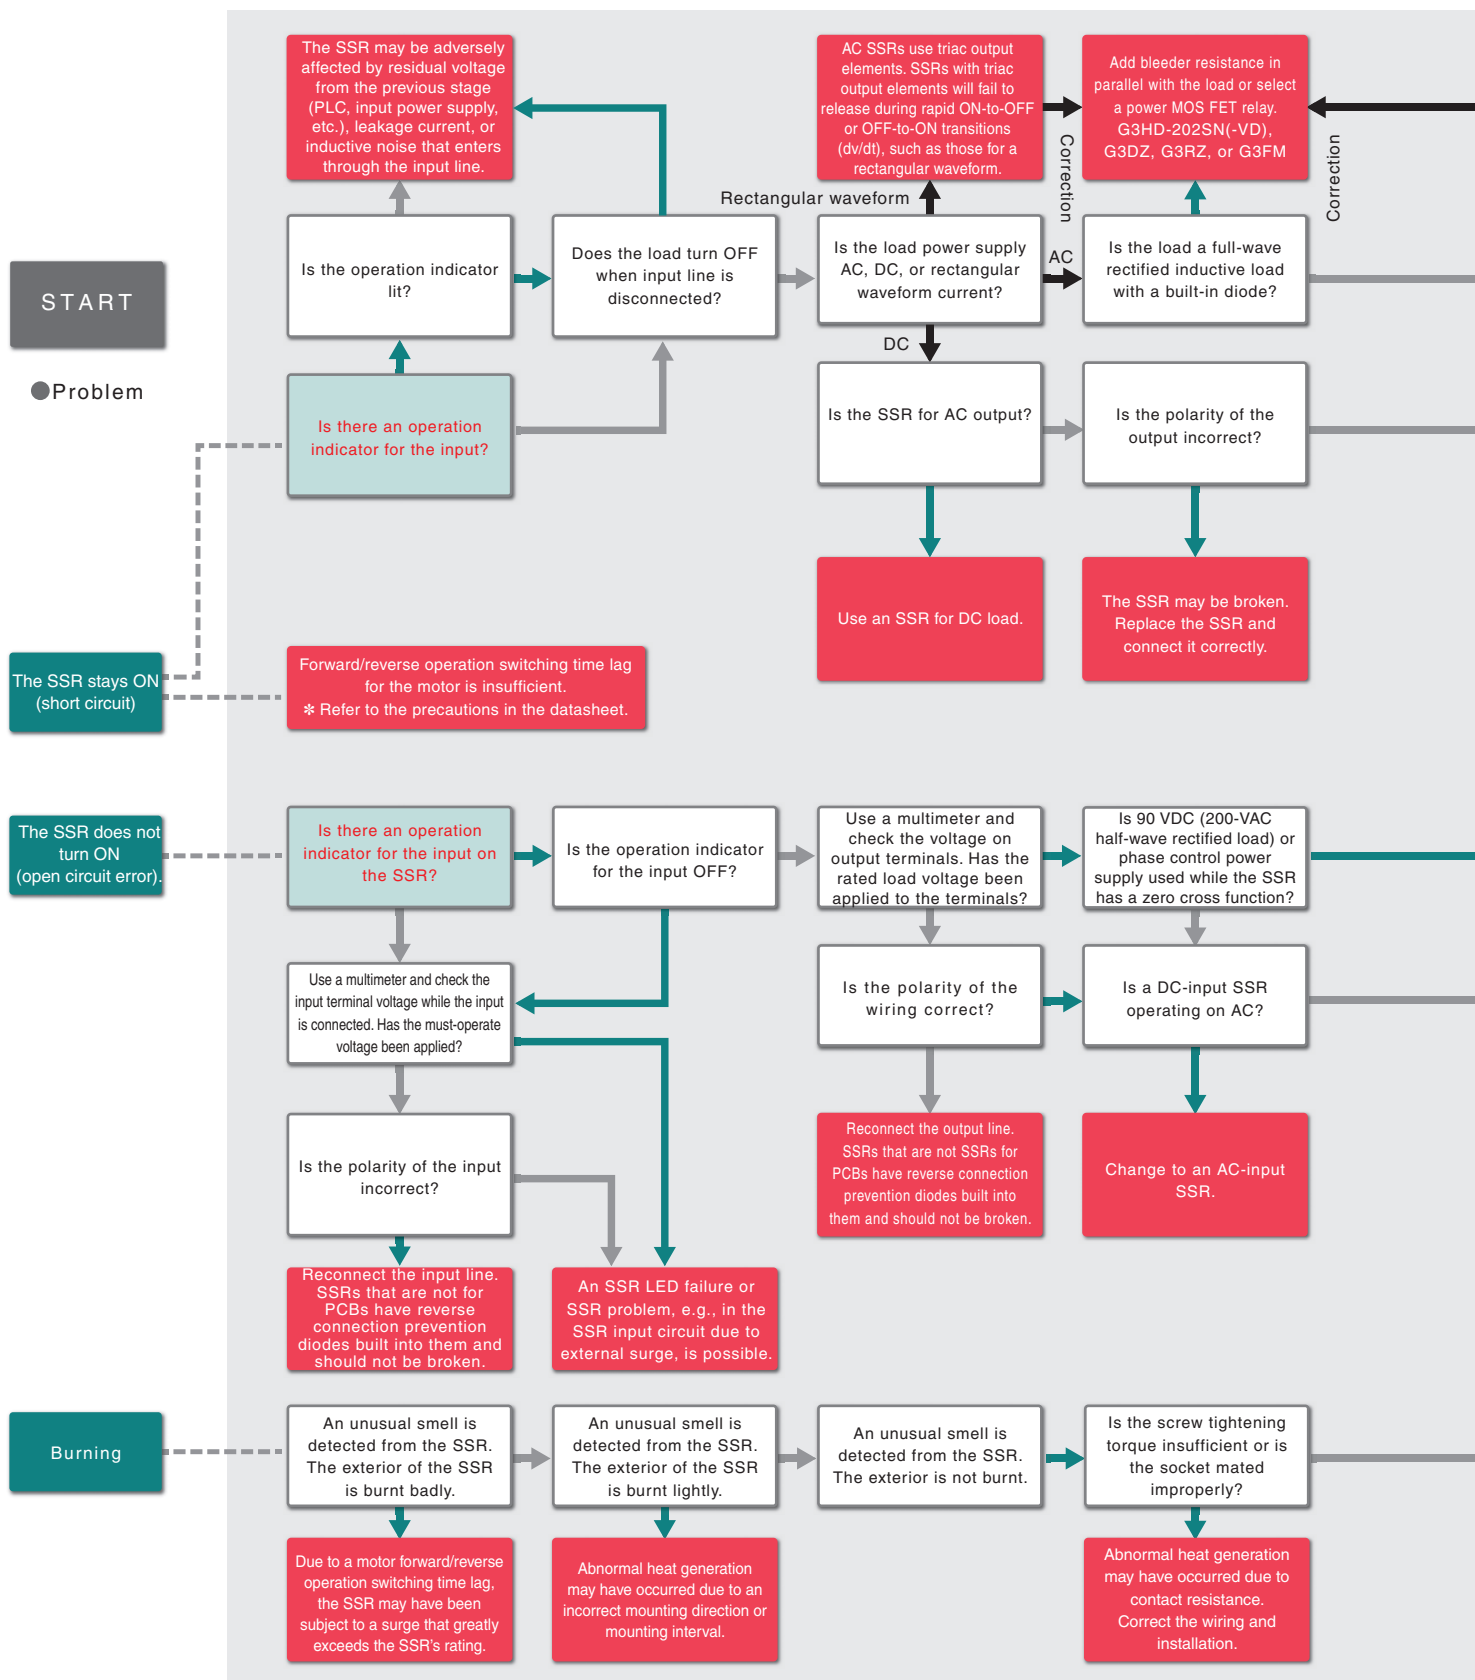 START
Problem
The SSR may be adversely
affected by residual voltage
from the previous stage
(PLC, input power supply,
etc.), leakage current, or
inductive noise that enters
through the input line.
AC SSRs use triac output
elements. SSRs with triac
output elements will fail to
release during rapid ON-to-OFF
or OFF-to-ON transitions
(dv/dt), such as those for a
rectangular waveform.
Correction
Add bleeder resistance in
parallel with the load or select
a power MOS FET relay.
G3HD-202SN(-VD),
G3DZ, G3RZ, or G3FM
Correction
Rectangular waveform
Is the operation indicator
lit?
Does the load turn OFF
when input line is
disconnected?
Is the load power supply
AC, DC, or rectangular
waveform current?
AC
Is the load a full-wave
rectified inductive load
with a built-in diode?
DC
Is there an operation
indicator for the input?
Is the SSR for AC output?
Is the polarity of the
output incorrect?
Use an SSR for DC load.
The SSR may be broken.
Replace the SSR and
connect it correctly.
The SSR stays ON
(short circuit)
Forward/reverse operation switching time lag
for the motor is insufficient.
✽ Refer to the precautions in the datasheet.
The SSR does not
turn ON
(open circuit error).
Is there an operation
indicator for the input on
the SSR?
Is the operation indicator
for the input OFF?
Use a multimeter and
check the voltage on
output terminals. Has the
rated load voltage been
applied to the terminals?
Is 90 VDC (200-VAC
half-wave rectified load) or
phase control power
supply used while the SSR
has a zero cross function?
Use a multimeter and check the
input terminal voltage while the input
is connected. Has the must-operate
voltage been applied?
Is the polarity of the
wiring correct?
Is a DC-input SSR
operating on AC?
Is the polarity of the input
incorrect?
Reconnect the output line.
SSRs that are not SSRs for
PCBs have reverse connection
prevention diodes built into
them and should not be broken.
Change to an AC-input
SSR.
Reconnect the input line.
SSRs that are not for
PCBs have reverse
connection prevention
diodes built into them and
should not be broken.
An SSR LED failure or
SSR problem, e.g., in the
SSR input circuit due to
external surge, is possible.
Burning
An unusual smell is
detected from the SSR.
The exterior of the SSR
is burnt badly.
An unusual smell is
detected from the SSR.
The exterior of the SSR
is burnt lightly.
An unusual smell is
detected from the SSR.
The exterior is not burnt.
Is the screw tightening
torque insufficient or is
the socket mated
improperly?
Due to a motor forward/reverse
operation switching time lag,
the SSR may have been
subject to a surge that greatly
exceeds the SSR's rating.
Abnormal heat generation
may have occurred due to an
incorrect mounting direction or
mounting interval.
Abnormal heat generation
may have occurred due to
contact resistance.
Correct the wiring and
installation.